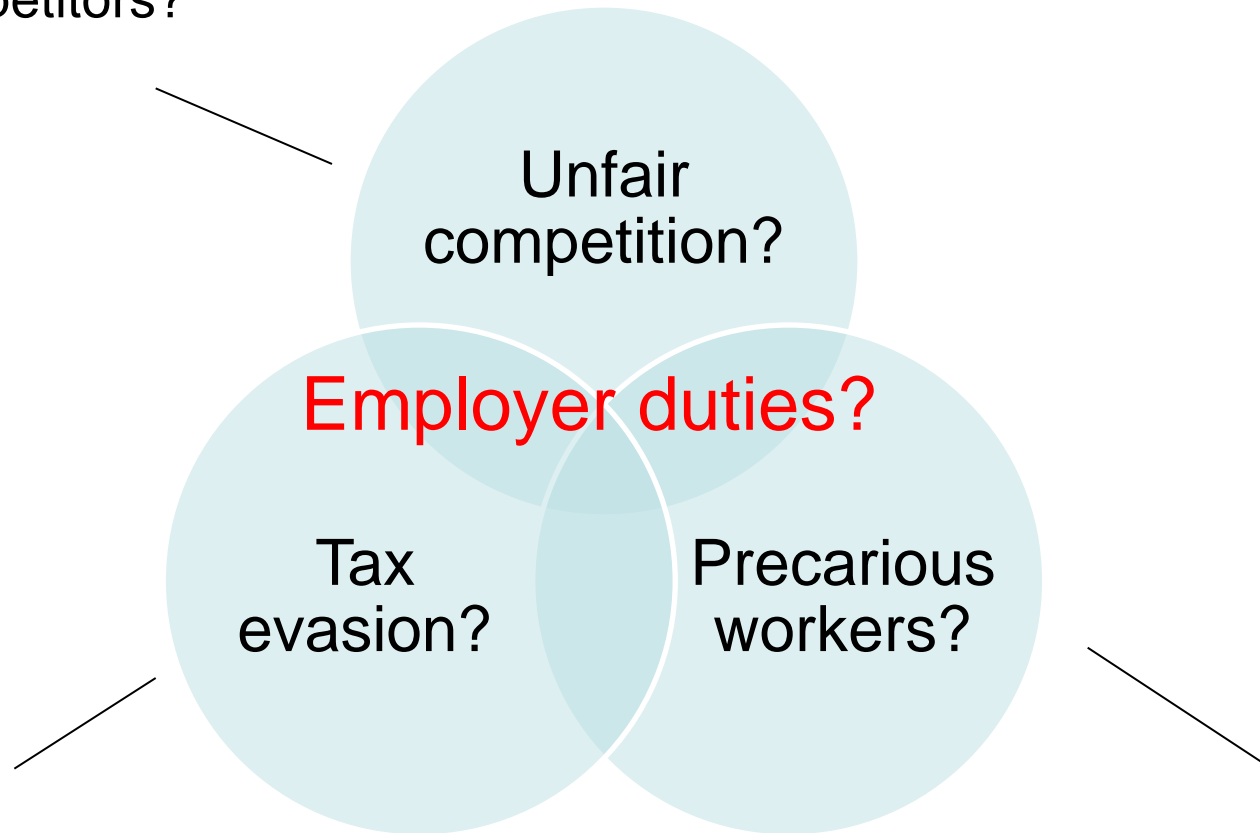 Unfair
competition?
Employer duties?
Tax
evasion?
Precarious
workers?